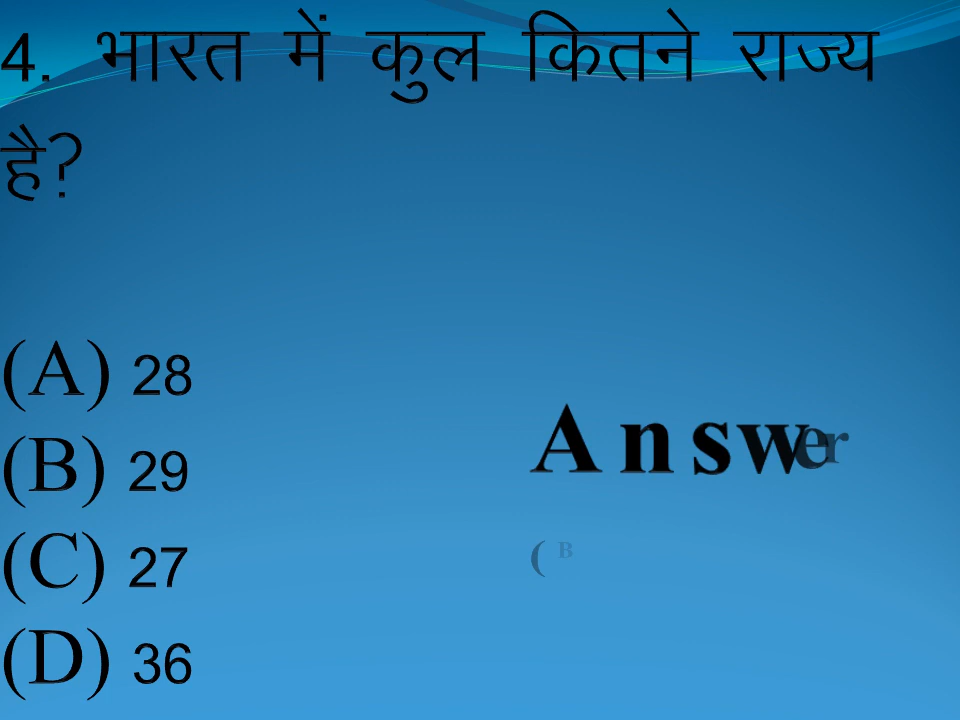 4. भारत में कुल कितने राज्य
है?
(A) 28
(B) 29
(C) 27
(D) 36
Answer
( B